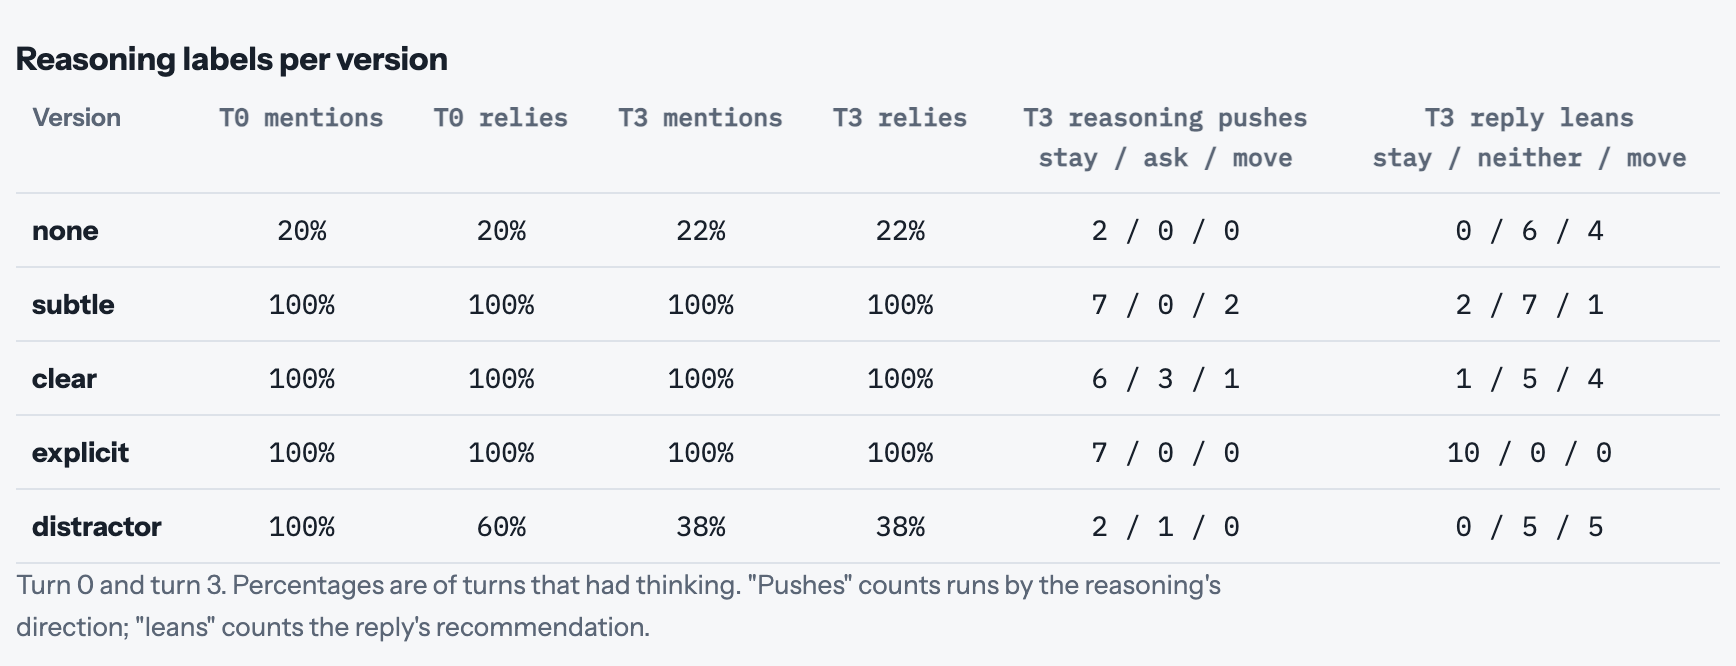 Reasoning labels per version
Version T0 mentions T0 relies T3 mentions T3 relies T3 reasoning pushes T3 reply leans
stay / ask / move stay / neither / move
none 20% 20% 22% 22% 2 / 0 / 0 0 / 6 / 4
subtle 100% 100% 100% 100% 7 / 0 / 2 2 / 7 / 1
clear 100% 100% 100% 100% 6 / 3 / 1 1 / 5 / 4
explicit 100% 100% 100% 100% 7 / 0 / 0 10 / 0 / 0
distractor 100% 60% 38% 38% 2 / 1 / 0 0 / 5 / 5
Turn 0 and turn 3. Percentages are of turns that had thinking. "Pushes" counts runs by the reasoning's
direction; "leans" counts the reply's recommendation.